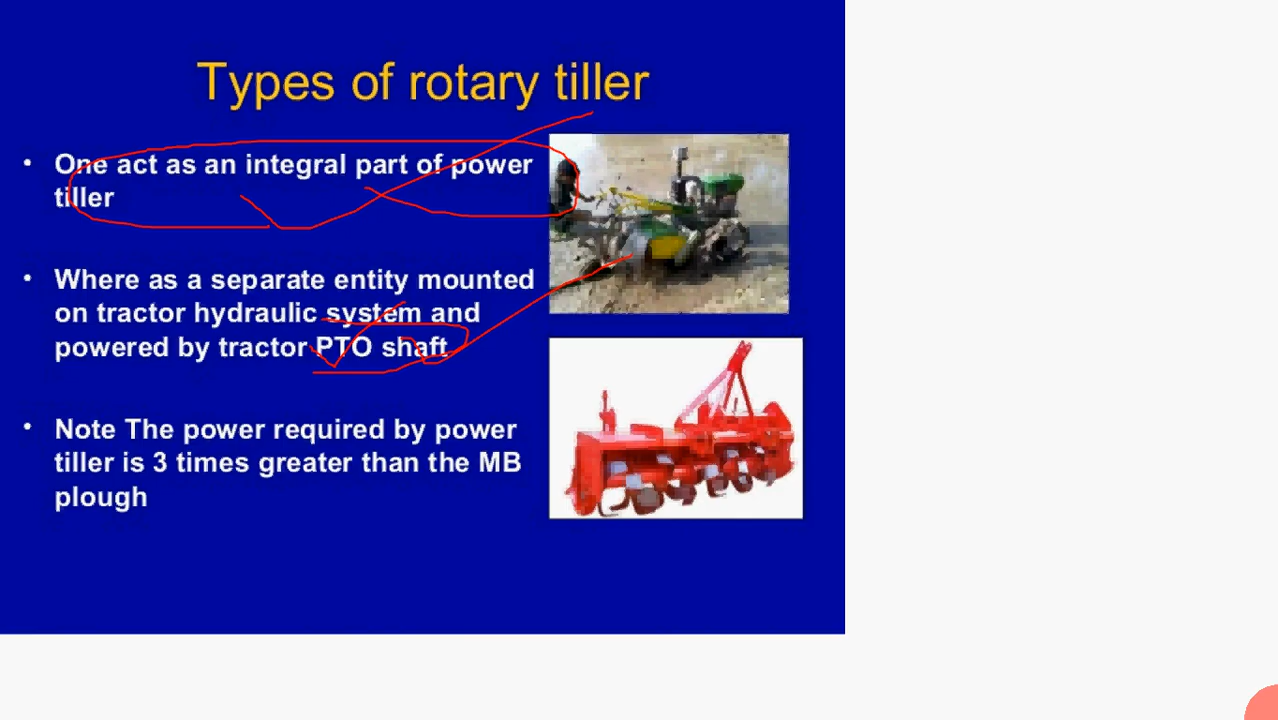 Types of rotary tiller
• One act as an integral part of power
tiller
• Where as a separate entity mounted
on tractor hydraulic system and
powered by tractor PTO shaft
• Note The power required by power
tiller is 3 times greater than the MB
plough